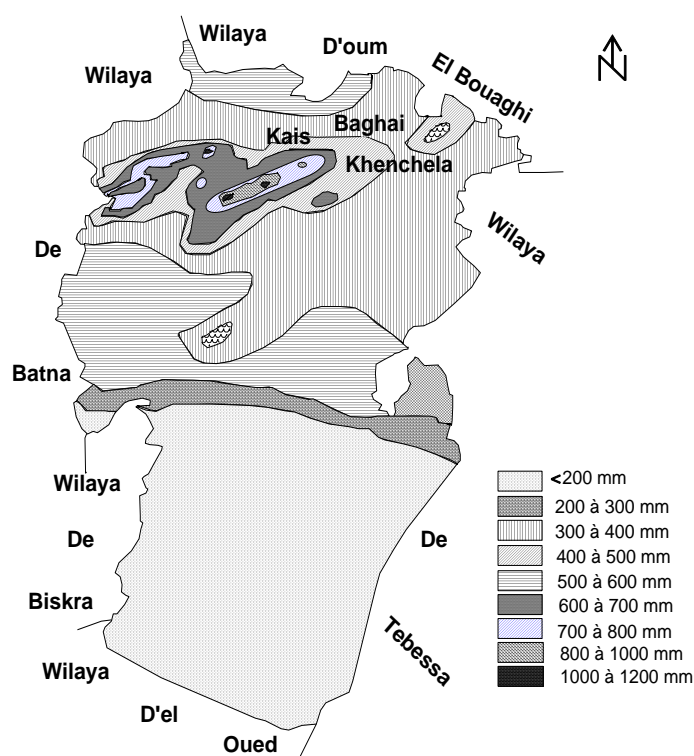 Wilaya
D'oum
El Bouaghi
N
Wilaya
Baghai
Kais
Khenchela
Wilaya
De
Batna
Wilaya
De
De
Biskra
Tebessa
Wilaya
D'el
Oued
<200 mm
200 à 300 mm
300 à 400 mm
400 à 500 mm
500 à 600 mm
600 à 700 mm
700 à 800 mm
800 à 1000 mm
1000 à 1200 mm